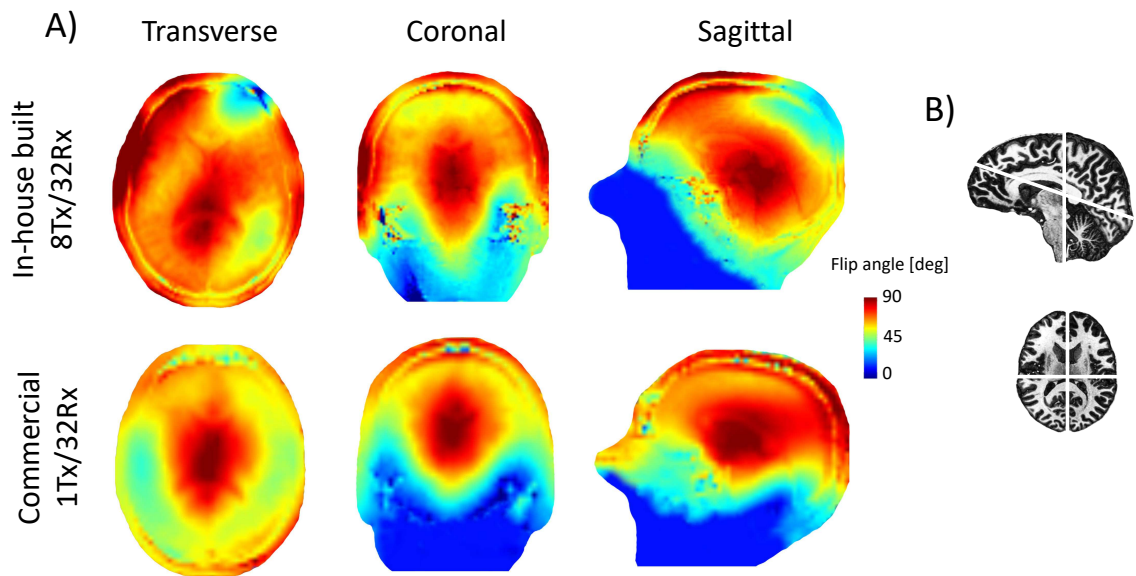 A)
Transverse
Coronal
Sagittal
In-house built
8Tx/32Rx
B)
Flip angle [deg]
90
45
0
Commercial
1Tx/32Rx